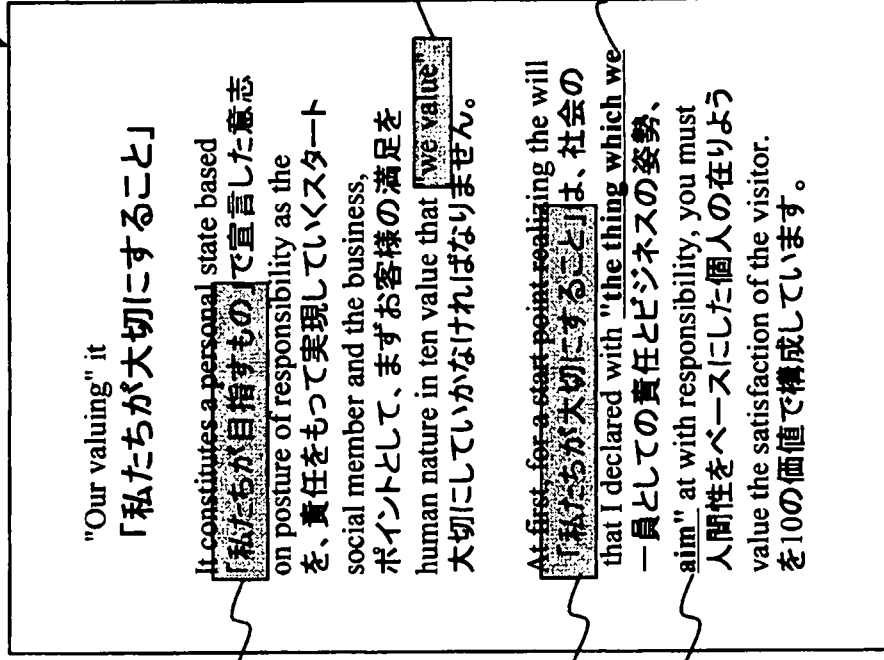 "Our valuing" it
「私たちが大切にすること」
It constitutes a personal state based
「私たちが目指すもの」で宣言した意志
on posture of responsibility as the
を、責任をもって実現していくスタート
social member and the business,
ポイントとして、まずお客様の満足を
human nature in ten value that "we value"
大切にしていかなければなりません。
At first, for a start point realizing the will
「私たちが大切にすること」は、社会の
that I declared with "the thing which we
一員としての責任とビジネスの姿勢、
aim" at with responsibility, you must
人間性をベースにした個人の在りよう
value the satisfaction of the visitor.
を10の価値で構成しています。